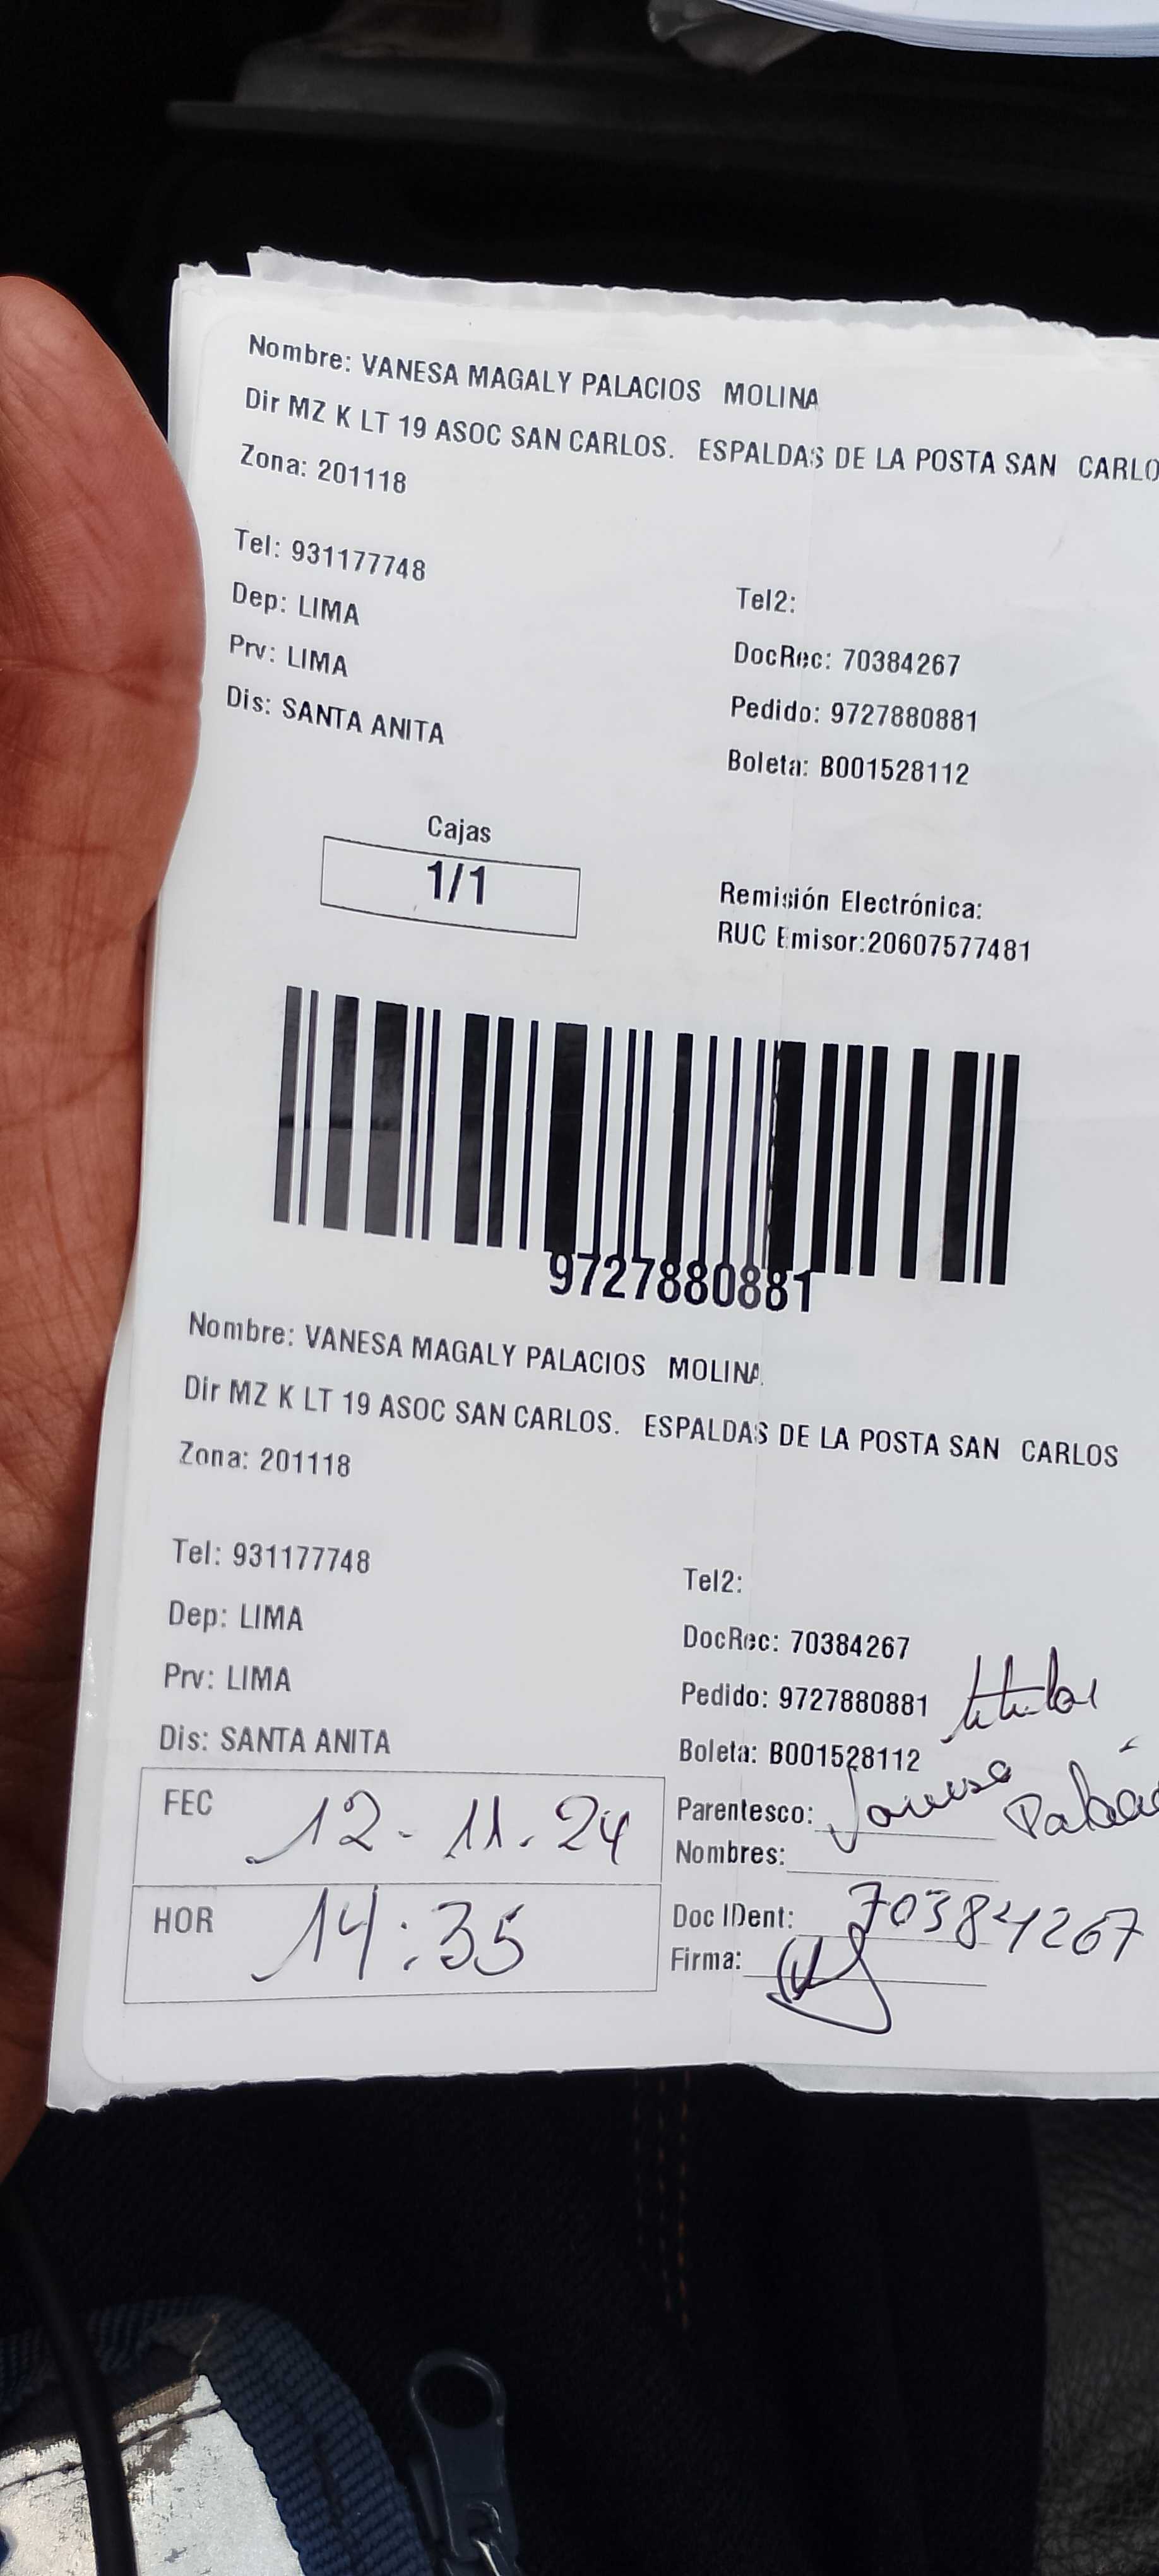 Nombre: VANESA MAGALY PALACIOS MOLINA
Dir MZ K LT 19 ASOC SAN CARLOS. ESPALDAS DE LA POSTA SAN CARLO
Zona: 201118
Tel: 931177748
Tel2:
Dep: LIMA
DocRec: 70384267
Prv: LIMA
Pedido: 9727880881
Dis: SANTA ANITA
Boleta: B001528112
Cajas
1/1
Remisión Electrónica:
RUC Emisor:20607577481
9727880881
Nombre: VANESA MAGALY PALACIOS MOLINA
Dir MZ K LT 19 ASOC SAN CARLOS. ESPALDAS DE LA POSTA SAN CARLOS
Zona: 201118
Tel: 931177748
Tel2:
Dep: LIMA
DocRec: 70384267
Prv: LIMA
Pedido: 9727880881 titular
Dis: SANTA ANITA
Boleta: B001528112
FEC 12-11-24
Parentesco: Vanessa
Nombres:
HOR 14:35
Doc IDent: 70384267
Firma: